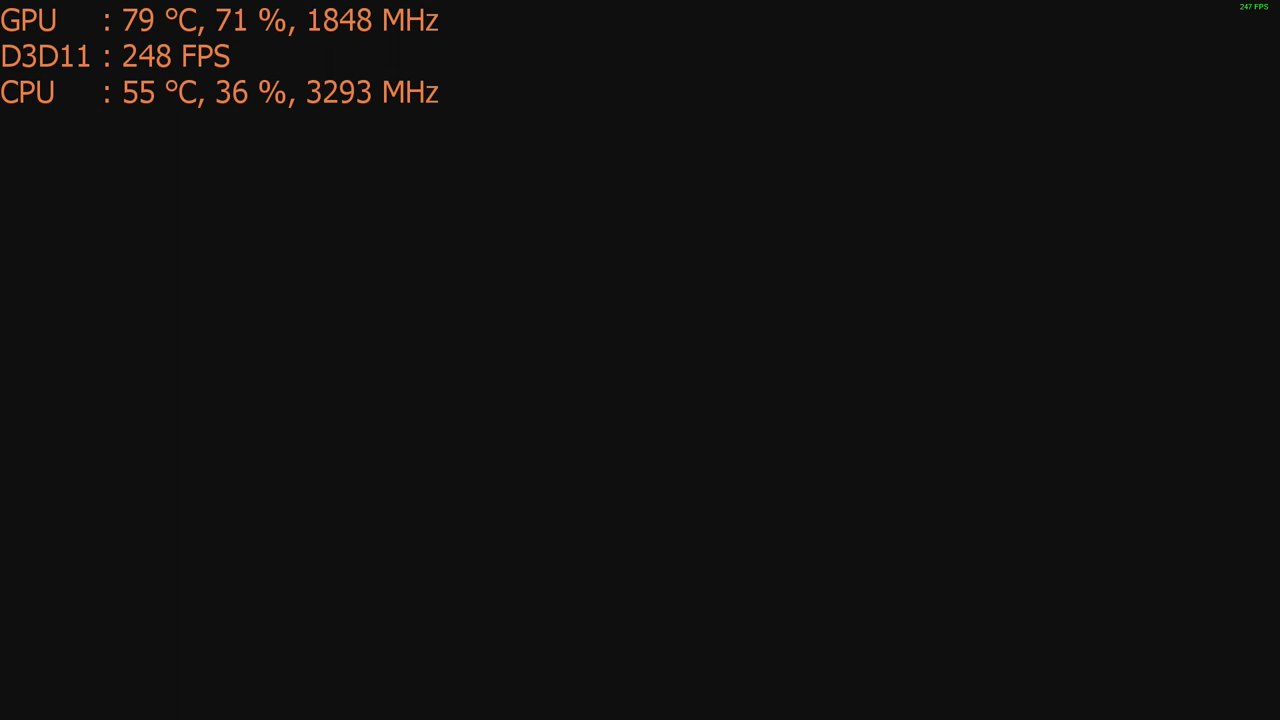 GPU : 79 °C, 71 %, 1848 MHz
D3D11 : 248 FPS
CPU : 55 °C, 36 %, 3293 MHz
247 FPS